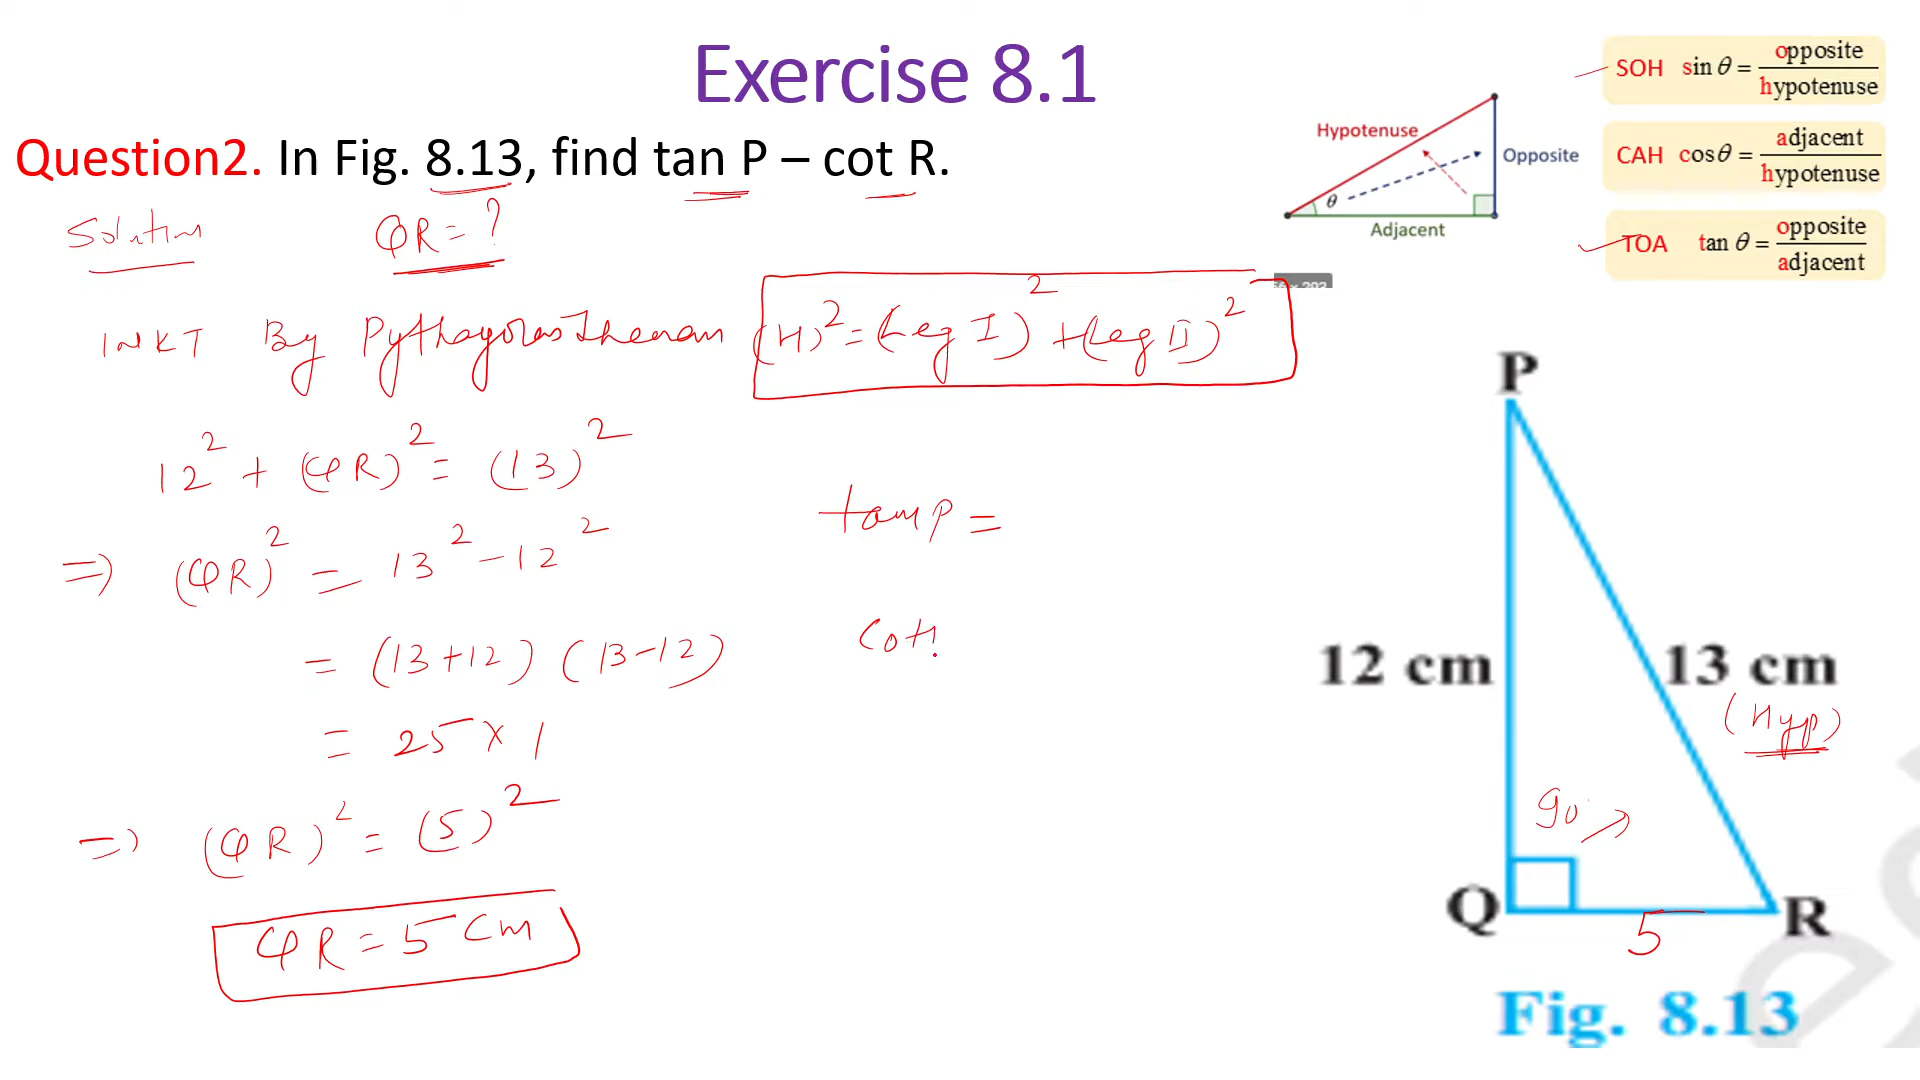 Exercise 8.1
Question2. In Fig. 8.13, find tan P – cot R.
Solution QR = ?
WKT By Pythagoras Theorem (H)² = (Leg I)² + (Leg II)²
12² + (QR)² = (13)²
=> (QR)² = 13² - 12²
= (13+12) (13-12)
= 25 × 1
=> (QR)² = (5)²
QR = 5 cm
tan P =
cot
Hypotenuse
Opposite
θ
Adjacent
SOH sin θ = opposite / hypotenuse
CAH cos θ = adjacent / hypotenuse
TOA tan θ = opposite / adjacent
P
12 cm
13 cm
(Hyp)
90
Q
R
5
Fig. 8.13